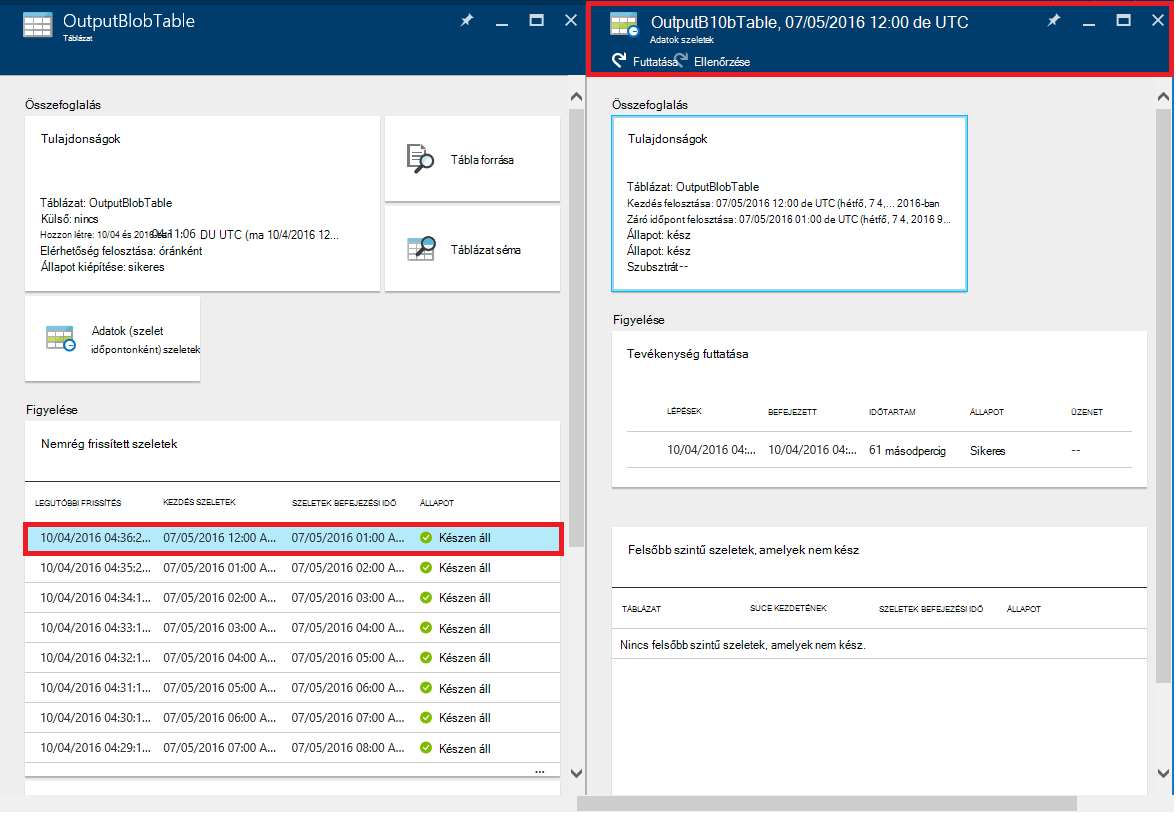 OutputBlobTable
Táblázat
Összefoglalás
Tulajdonságok
Táblázat: OutputBlobTable
Külső: nincs
Hozzon létre: 10/04 és 2016 04:11:06 DU UTC (ma 10/4/2016 12...
Elérhetőség felosztása: óránként
Állapot kiépítése: sikeres
Tábla forrása
Táblázat séma
Adatok (szelet
időpontonként) szeletek
Figyelése
Nemrég frissített szeletek
LEGUTÓBBI FRISSÍTÉS KEZDÉS SZELETEK SZELETEK BEFEJEZÉSI IDŐ ÁLLAPOT
10/04/2016 04:36:2... 07/05/2016 12:00 A... 07/05/2016 01:00 A... Készen áll
10/04/2016 04:35:2... 07/05/2016 01:00 A... 07/05/2016 02:00 A... Készen áll
10/04/2016 04:34:1... 07/05/2016 02:00 A... 07/05/2016 03:00 A... Készen áll
10/04/2016 04:33:1... 07/05/2016 03:00 A... 07/05/2016 04:00 A... Készen áll
10/04/2016 04:32:1... 07/05/2016 04:00 A... 07/05/2016 05:00 A... Készen áll
10/04/2016 04:31:1... 07/05/2016 05:00 A... 07/05/2016 06:00 A... Készen áll
10/04/2016 04:30:1... 07/05/2016 06:00 A... 07/05/2016 07:00 A... Készen áll
10/04/2016 04:29:1... 07/05/2016 07:00 A... 07/05/2016 08:00 A... Készen áll
...
OutputB10bTable, 07/05/2016 12:00 de UTC
Adatok szeletek
Futtatása Ellenőrzése
Összefoglalás
Tulajdonságok
Táblázat: OutputBlobTable
Kezdés felosztása: 07/05/2016 12:00 de UTC (hétfő, 7 4,... 2016-ban
Záró időpont felosztása: 07/05/2016 01:00 de UTC (hétfő, 7 4, 2016 9...
Állapot: kész
Állapot: kész
Szubsztrát--
Figyelése
Tevékenység futtatása
LÉPÉSEK BEFEJEZETT IDŐTARTAM ÁLLAPOT ÜZENET
10/04/2016 04:... 10/04/2016 04:... 61 másodpercig Sikeres --
Felsőbb szintű szeletek, amelyek nem kész
TÁBLÁZAT SUCE KEZDETÉNEK SZELETEK BEFEJEZÉSI IDŐ ÁLLAPOT
Nincs felsőbb szintű szeletek, amelyek nem kész.